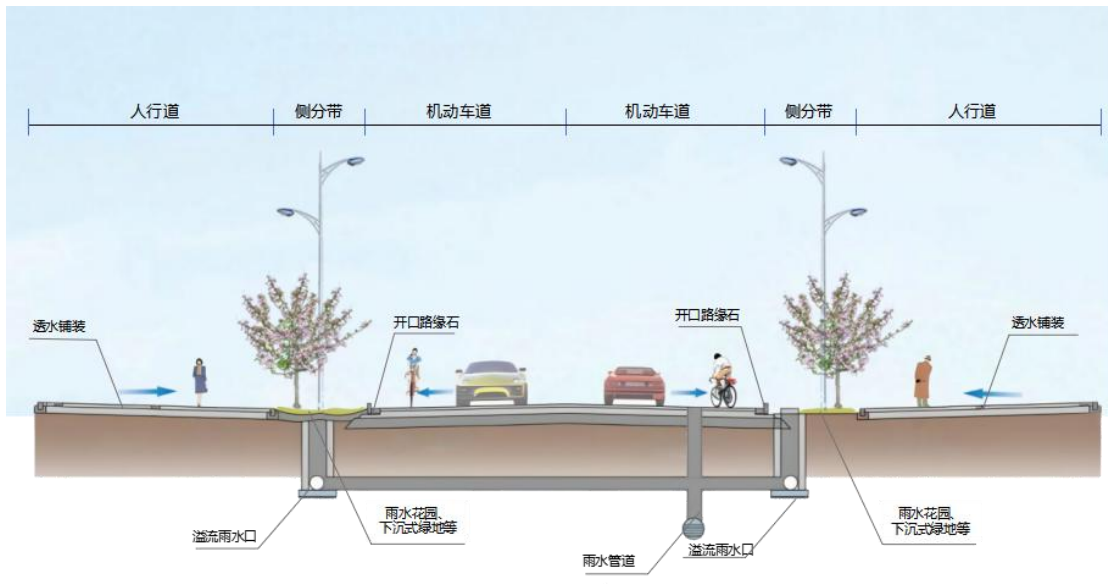 人行道
侧分带
机动车道
机动车道
侧分带
人行道
透水铺装
开口路缘石
开口路缘石
透水铺装
溢流雨水口
雨水花园、
下沉式绿地等
雨水管道
溢流雨水口
雨水花园、
下沉式绿地等